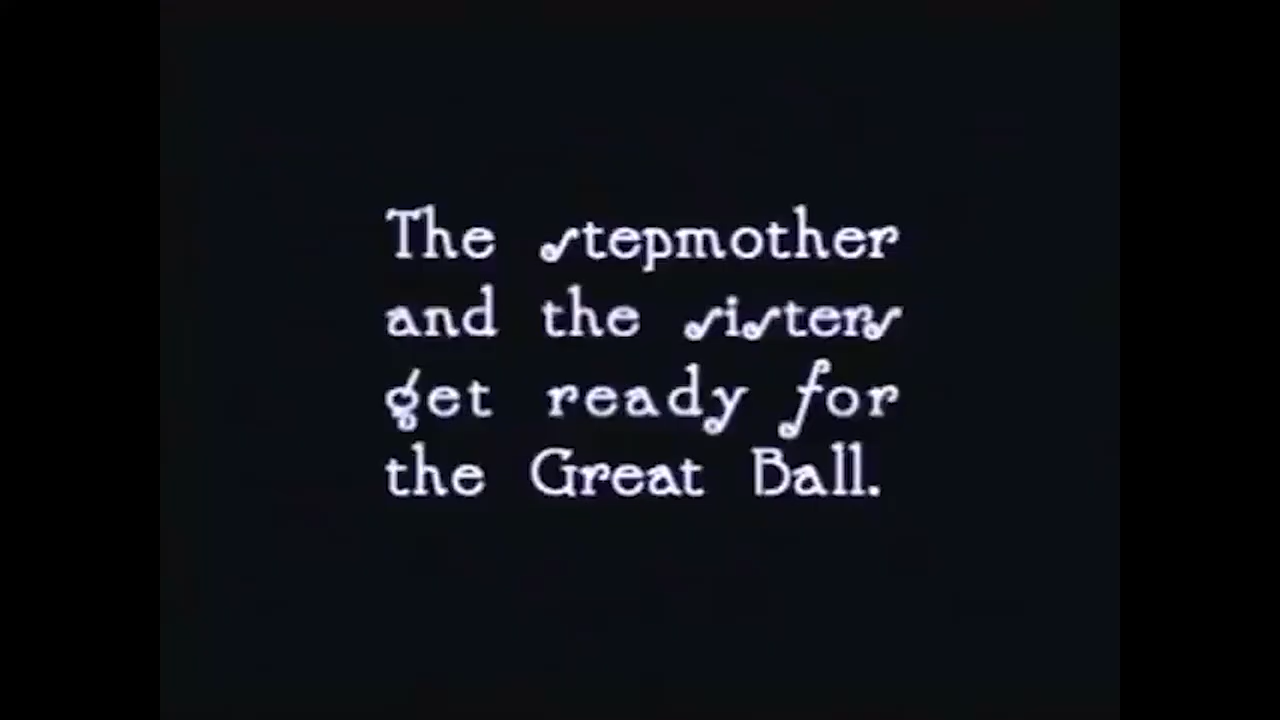 The stepmother
and the sisters
get ready for
the Great Ball.